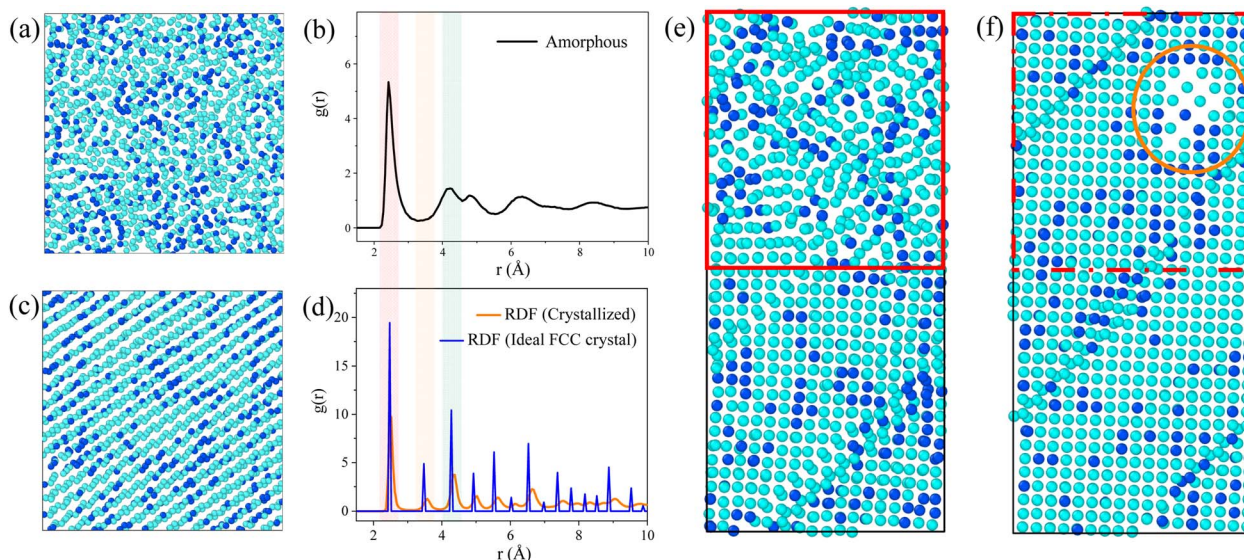 (a)
(b)
Amorphous
6
4
2
0
g(r)
2 4 6 8 10
r (Å)
(c)
(d)
RDF (Crystallized)
RDF (Ideal FCC crystal)
20
15
10
5
0
g(r)
2 4 6 8 10
r (Å)
(e)
(f)